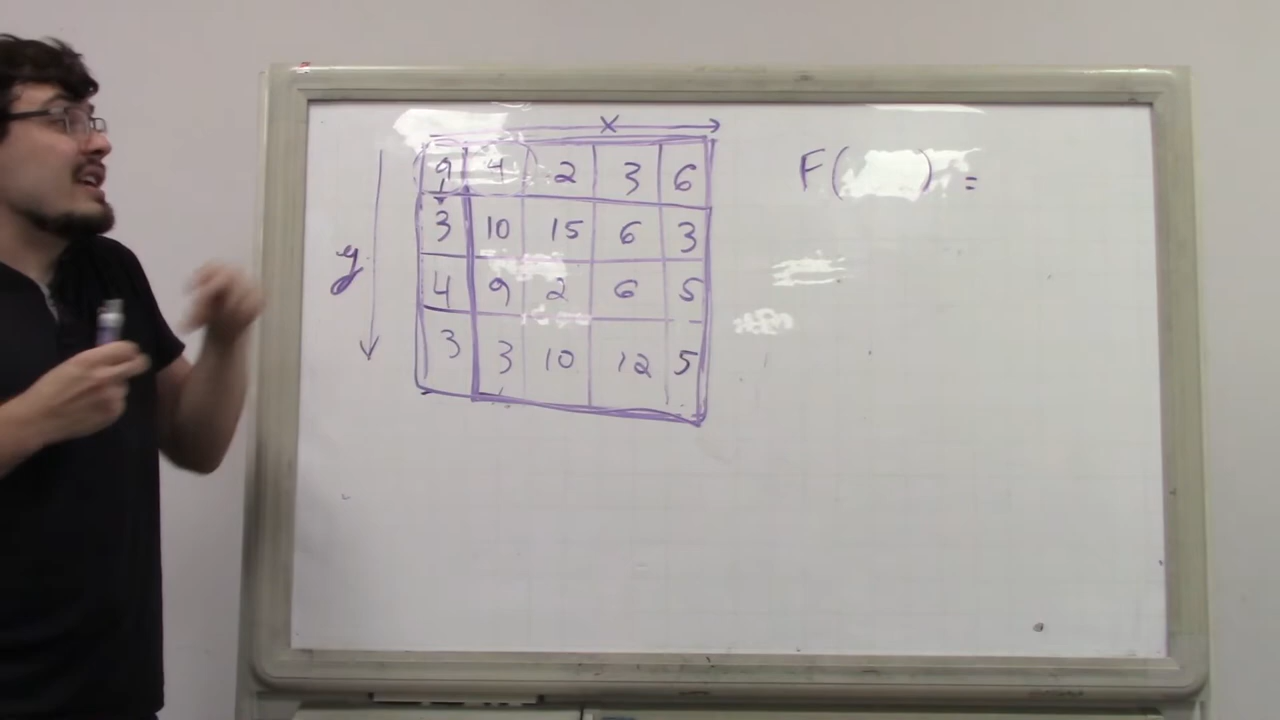 x
9 4 2 3 6
3 10 15 6 3
y
4 9 2 6 5
3 3 10 12 5
F( ) =